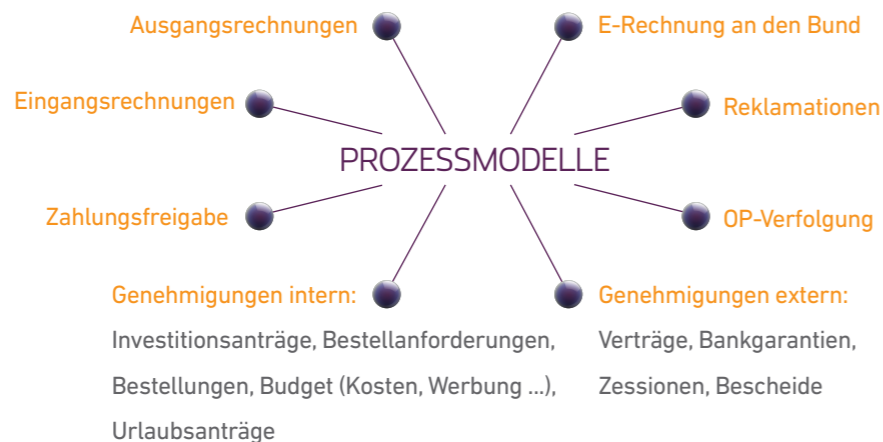 Ausgangsrechnungen
E-Rechnung an den Bund
Eingangsrechnungen
Reklamationen
PROZESSMODELLE
Zahlungsfreigabe
OP-Verfolgung
Genehmigungen intern:
Investitionsanträge, Bestellanforderungen,
Bestellungen, Budget (Kosten, Werbung ...),
Urlaubsanträge
Genehmigungen extern:
Verträge, Bankgarantien,
Zessionen, Bescheide